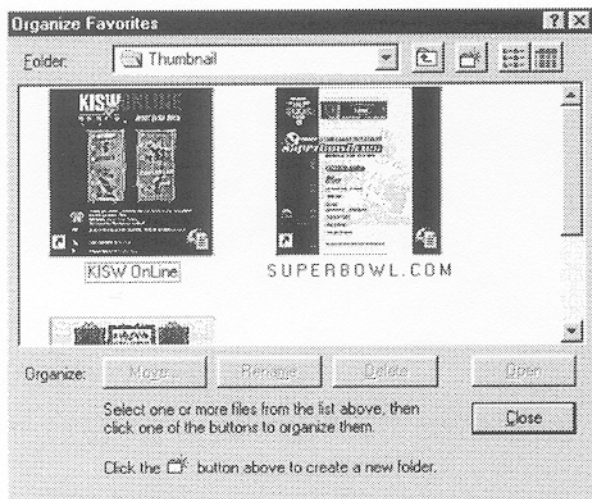 Organize Favorites
Folder: Thumbnail
KISW ONLINE
KISW OnLine
SUPERBOWL.COM
Organize: Move... Rename Delete Open
Select one or more files from the list above, then
click one of the buttons to organize them.
Close
Click the button above to create a new folder.